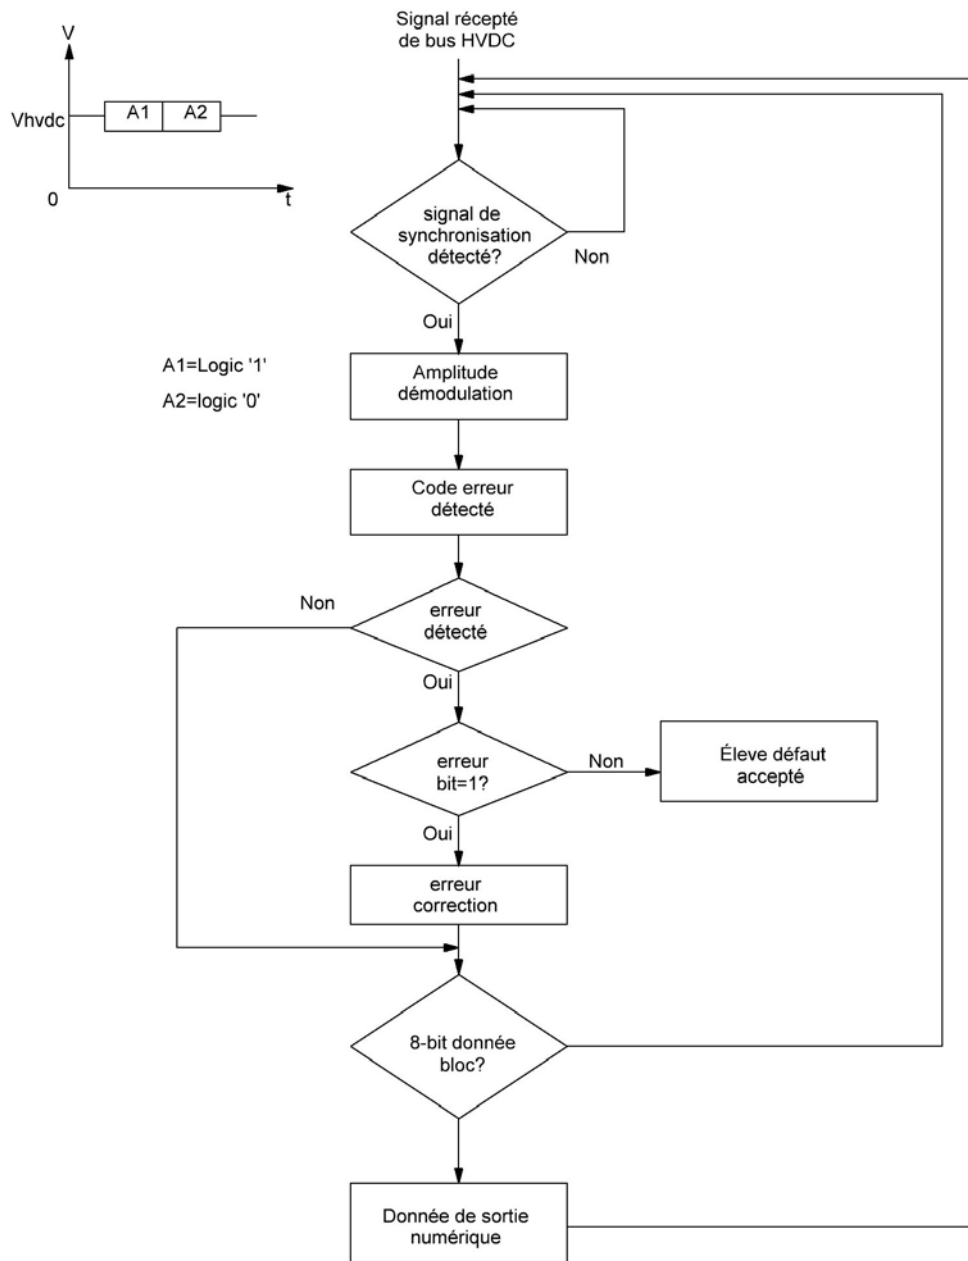 Signal récepté
de bus HVDC
V
Vhvdc
A1
A2
0
t
signal de
synchronisation
détecté?
Non
Oui
A1=Logic '1'
A2=logic '0'
Amplitude
démodulation
Code erreur
détecté
Non
erreur
détecté
Oui
erreur
bit=1?
Non
Éleve défaut
accepté
Oui
erreur
correction
8-bit donnée
bloc?
Donnée de sortie
numérique